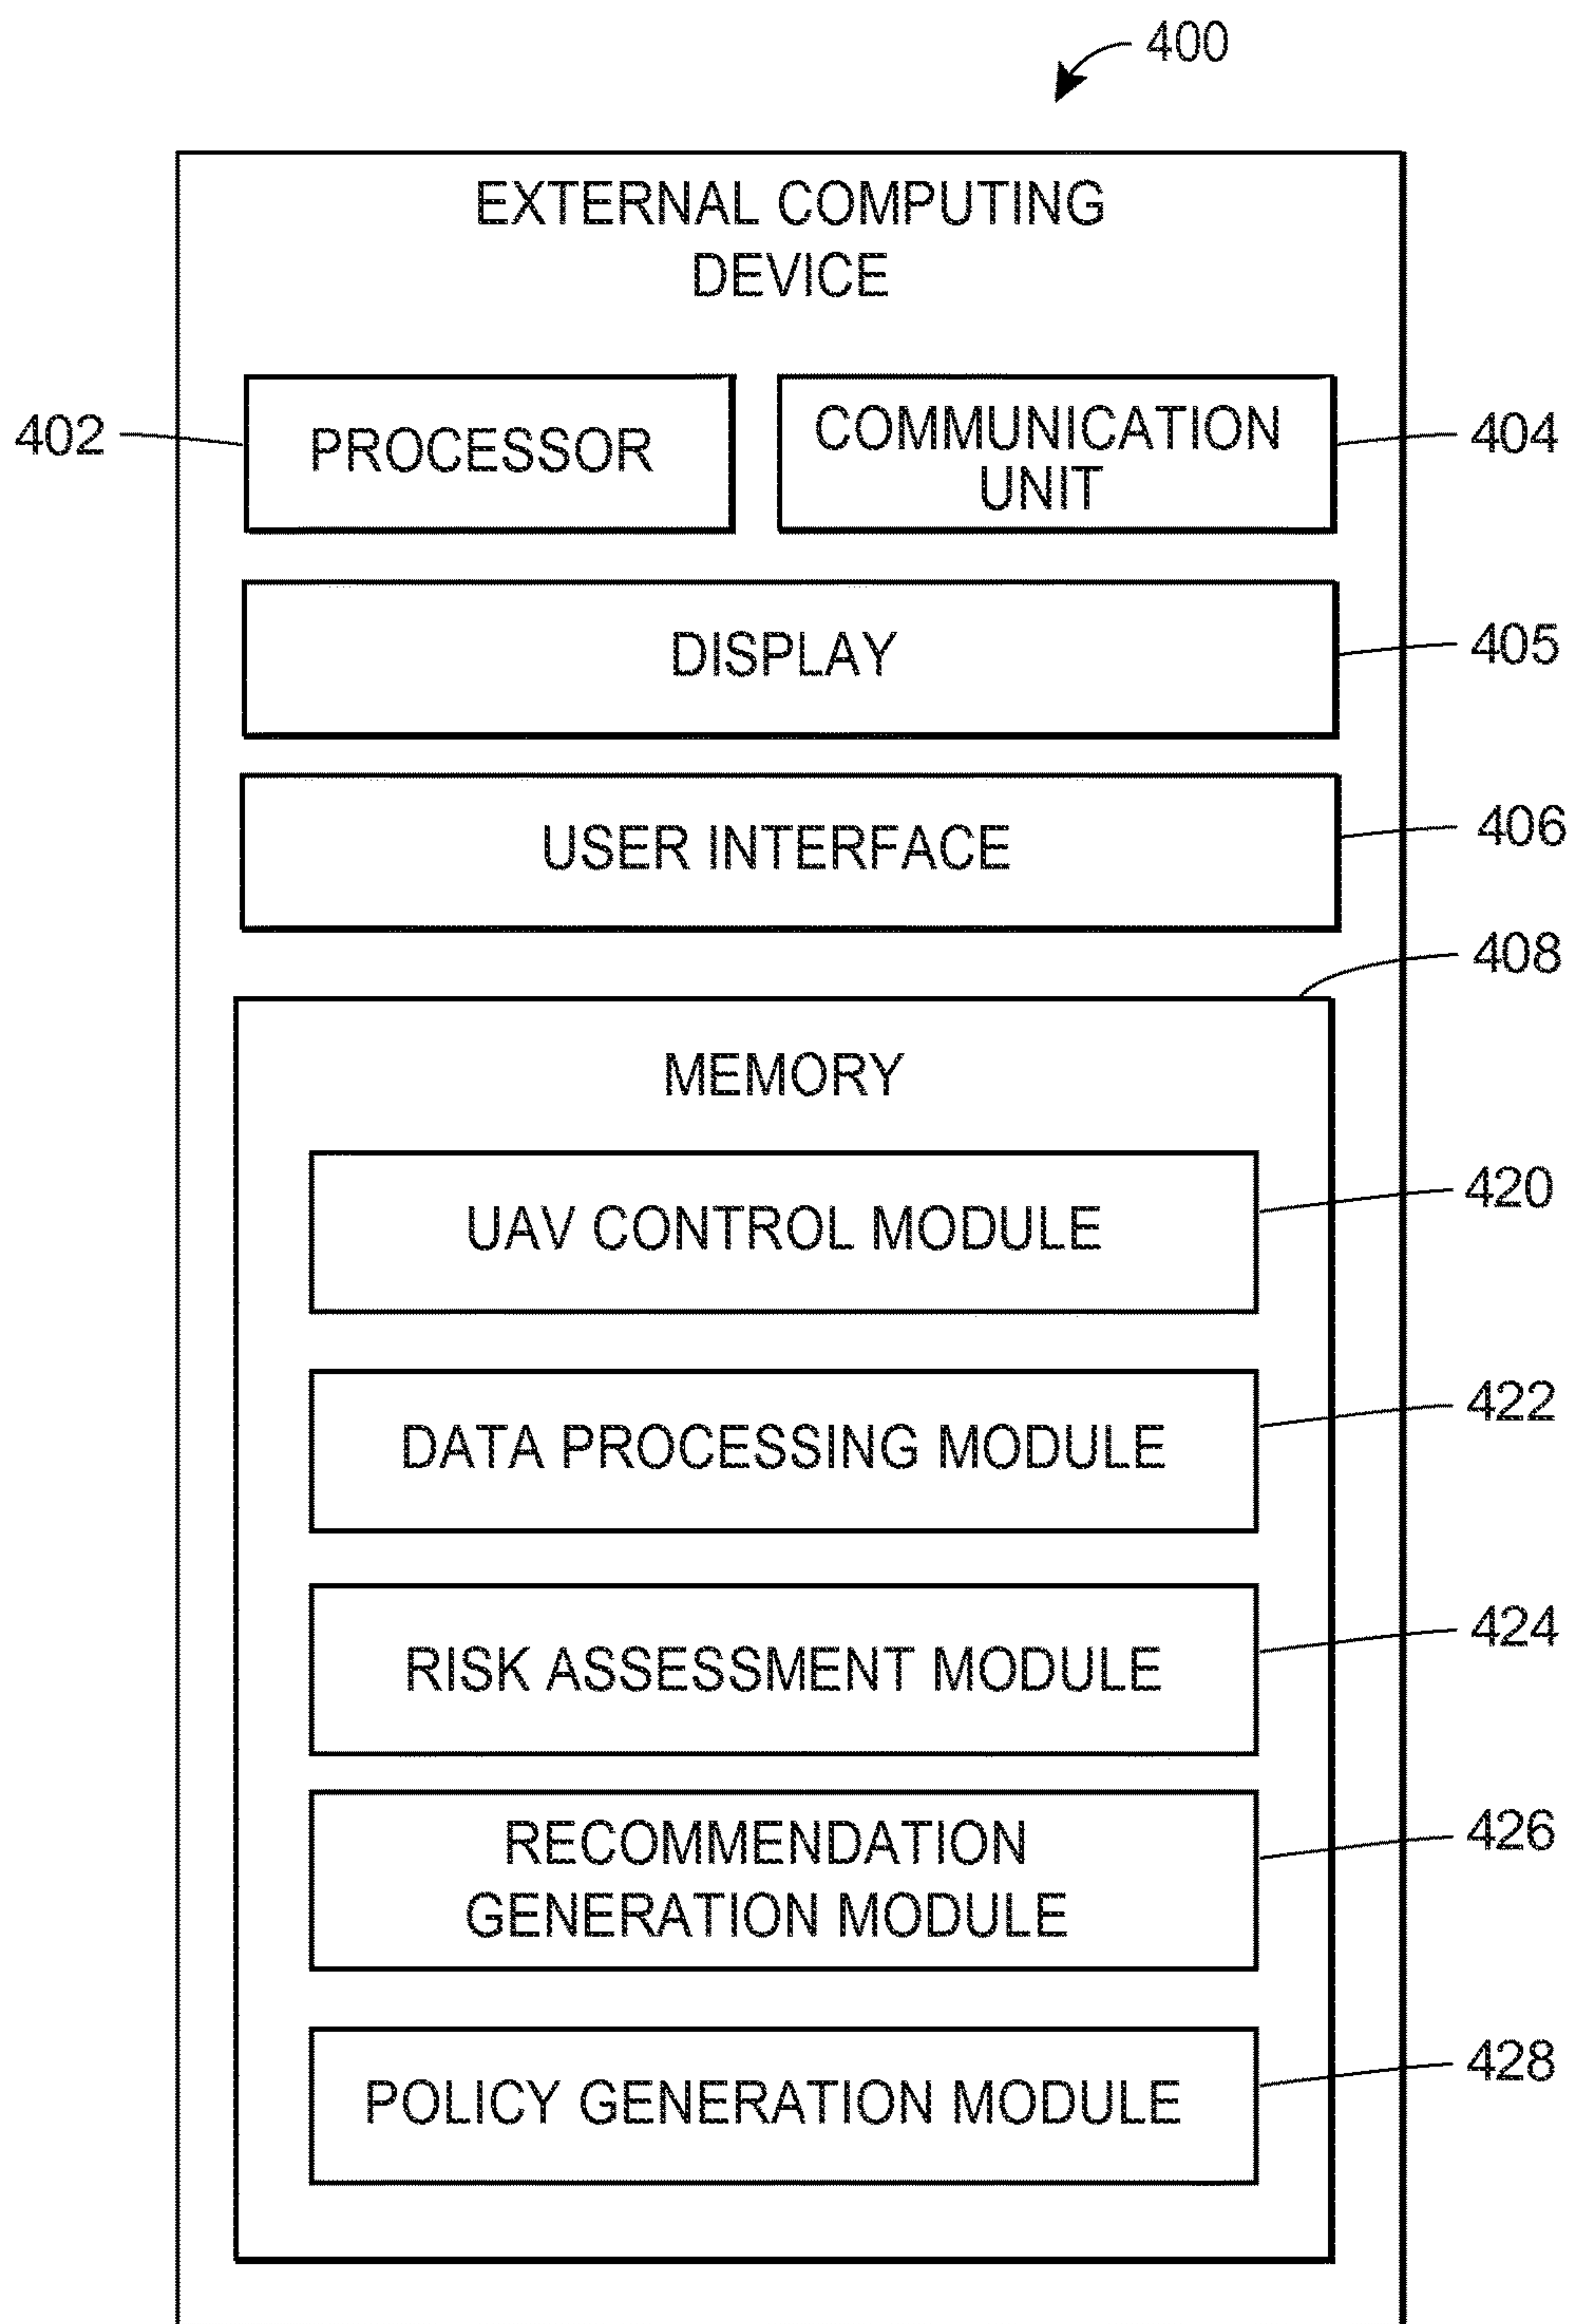 400
EXTERNAL COMPUTING
DEVICE
402
PROCESSOR
COMMUNICATION
UNIT
404
DISPLAY
405
USER INTERFACE
406
408
MEMORY
UAV CONTROL MODULE
420
DATA PROCESSING MODULE
422
RISK ASSESSMENT MODULE
424
RECOMMENDATION
GENERATION MODULE
426
POLICY GENERATION MODULE
428